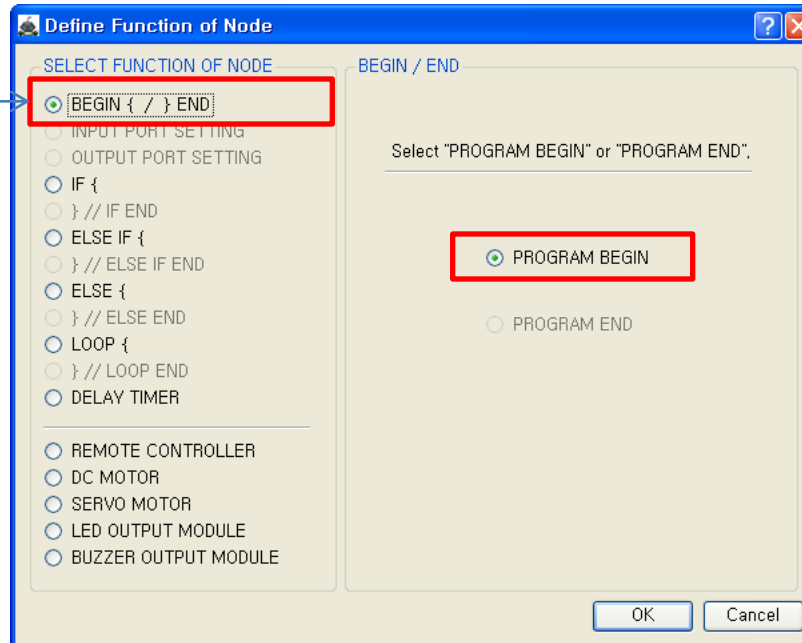 Define Function of Node
SELECT FUNCTION OF NODE
BEGIN { / } END
INPUT PORT SETTING
OUTPUT PORT SETTING
IF {
} // IF END
ELSE IF {
} // ELSE IF END
ELSE {
} // ELSE END
LOOP {
} // LOOP END
DELAY TIMER
REMOTE CONTROLLER
DC MOTOR
SERVO MOTOR
LED OUTPUT MODULE
BUZZER OUTPUT MODULE
BEGIN / END
Select "PROGRAM BEGIN" or "PROGRAM END",
PROGRAM BEGIN
PROGRAM END
OK
Cancel